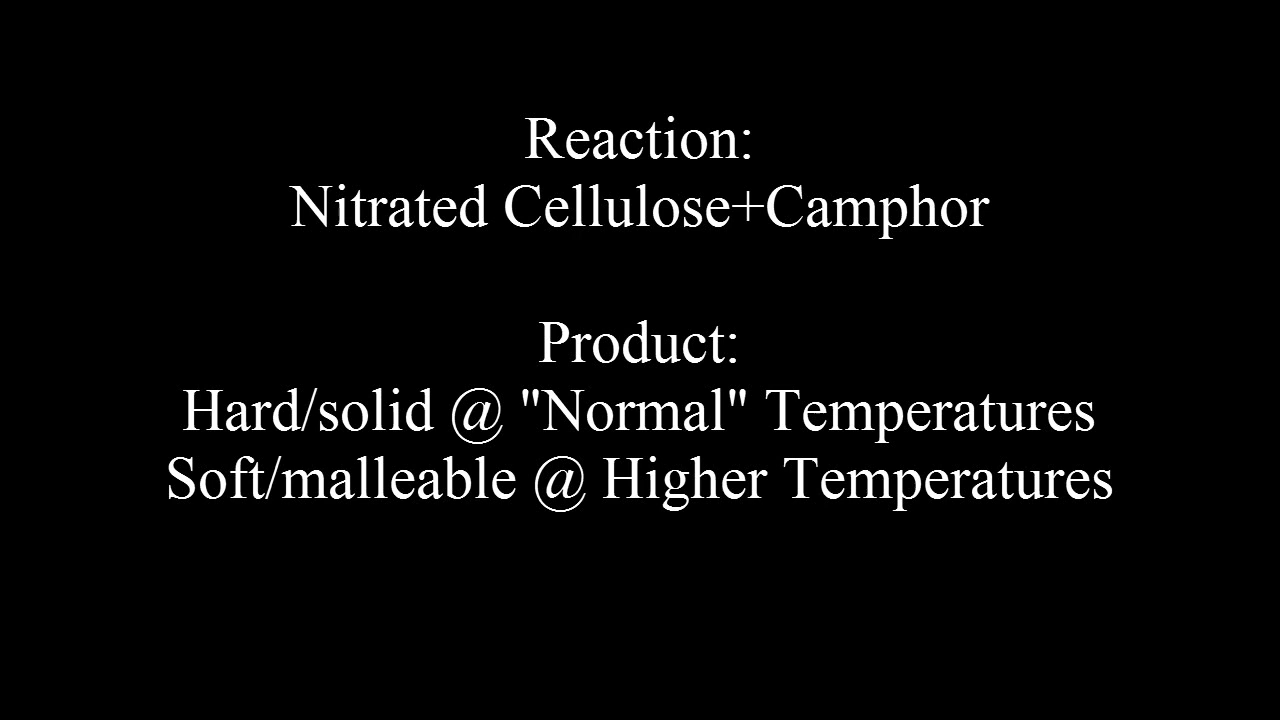 Reaction:
Nitrated Cellulose+Camphor
Product:
Hard/solid @ "Normal" Temperatures
Soft/malleable @ Higher Temperatures